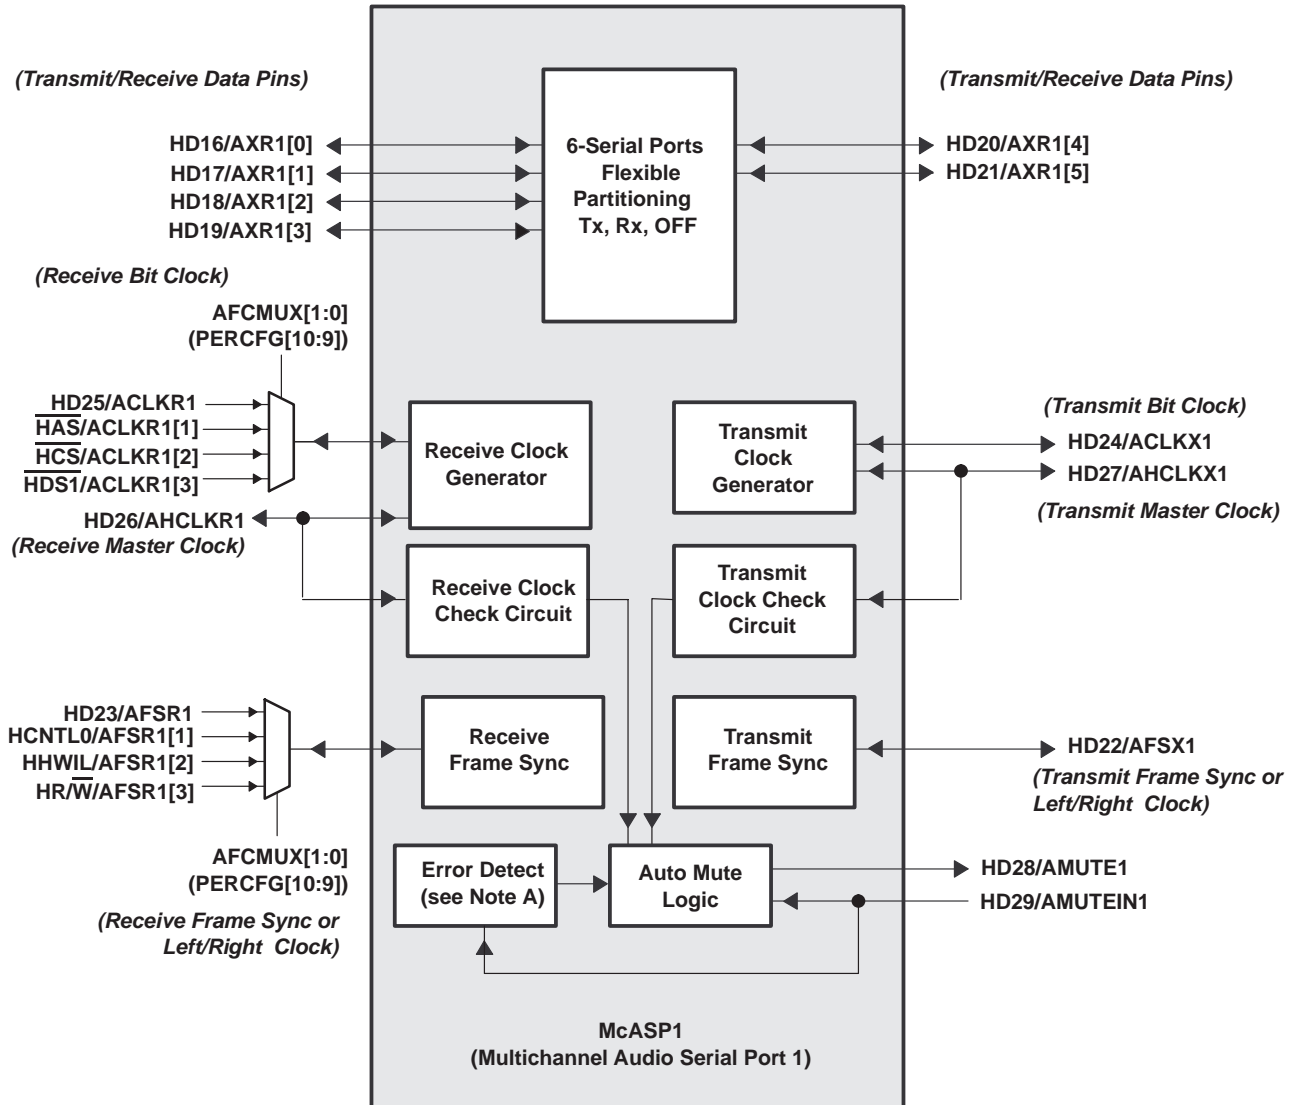 (Transmit/Receive Data Pins)
(Transmit/Receive Data Pins)
HD16/AXR1[0]
HD17/AXR1[1]
HD18/AXR1[2]
HD19/AXR1[3]
6-Serial Ports
Flexible
Partitioning
Tx, Rx, OFF
HD20/AXR1[4]
HD21/AXR1[5]
(Receive Bit Clock)
AFCMUX[1:0]
(PERCFG[10:9])
HD25/ACLKR1
H̅A̅S̅/ACLKR1[1]
H̅C̅S̅/ACLKR1[2]
H̅D̅S̅1̅/ACLKR1[3]
HD26/AHCLKR1
(Receive Master Clock)
Receive Clock
Generator
Transmit
Clock
Generator
(Transmit Bit Clock)
HD24/ACLKX1
HD27/AHCLKX1
(Transmit Master Clock)
Receive Clock
Check Circuit
Transmit
Clock Check
Circuit
HD23/AFSR1
HCNTL0/AFSR1[1]
HHWIL/AFSR1[2]
HR/W̅/AFSR1[3]
AFCMUX[1:0]
(PERCFG[10:9])
(Receive Frame Sync or
Left/Right Clock)
Receive
Frame Sync
Transmit
Frame Sync
HD22/AFSX1
(Transmit Frame Sync or
Left/Right Clock)
Error Detect
(see Note A)
Auto Mute
Logic
HD28/AMUTE1
HD29/AMUTEIN1
McASP1
(Multichannel Audio Serial Port 1)